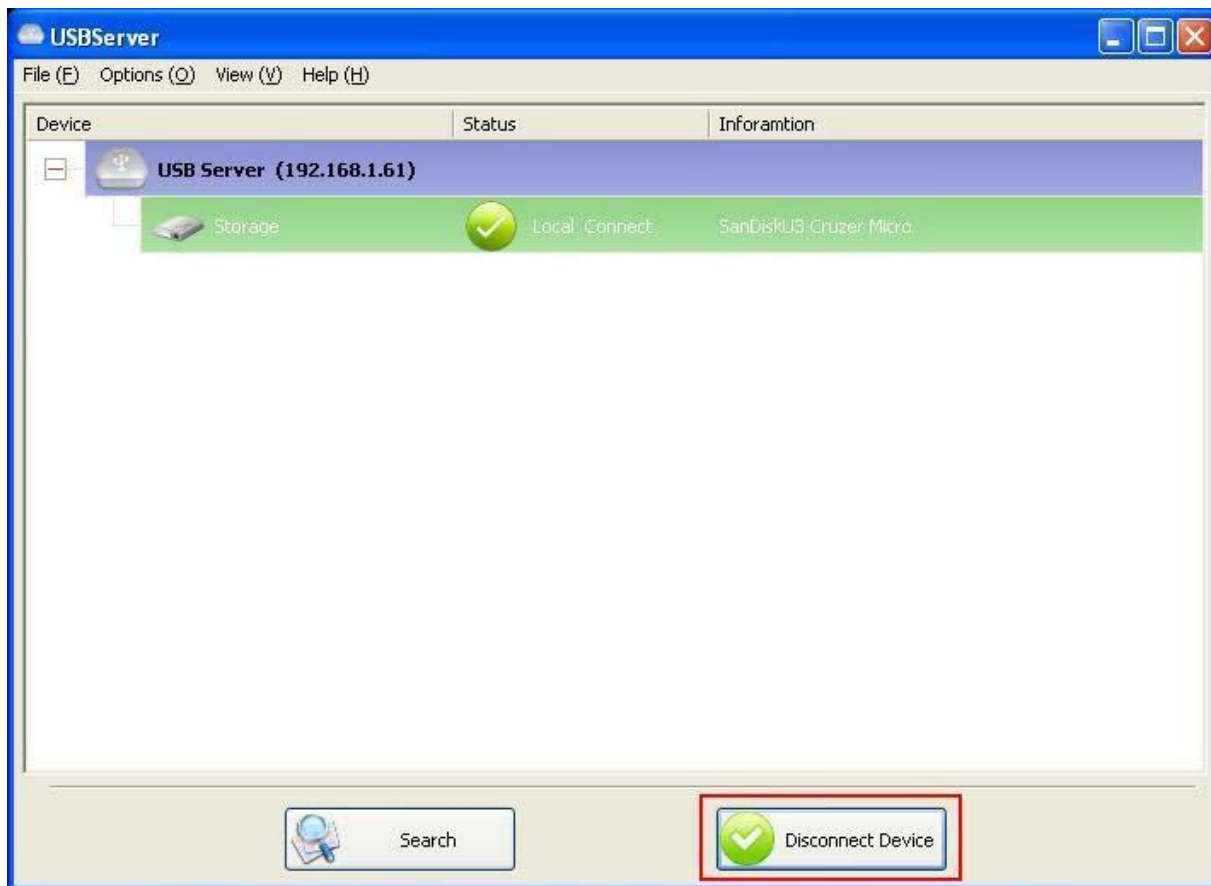 USBServer
File (F) Options (O) View (V) Help (H)
Device Status Inforamtion
USB Server (192.168.1.61)
Storage Local Connect SanDiskU3 Cruzer Micro
Search Disconnect Device